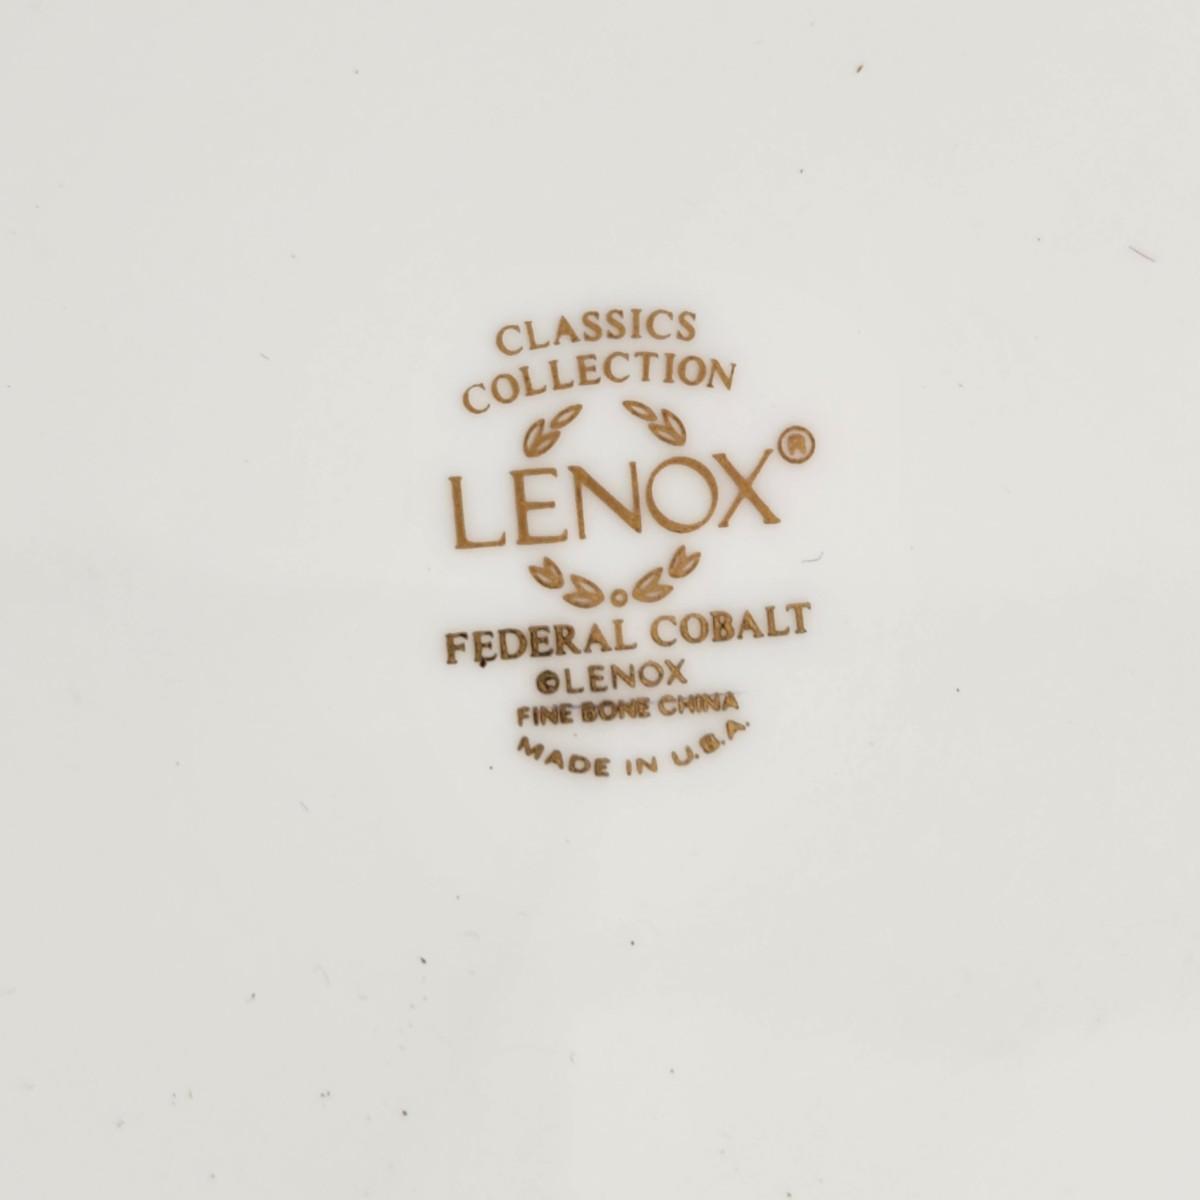 CLASSICS
COLLECTION
LENOX®
FEDERAL COBALT
©LENOX
FINE BONE CHINA
MADE IN U.S.A.